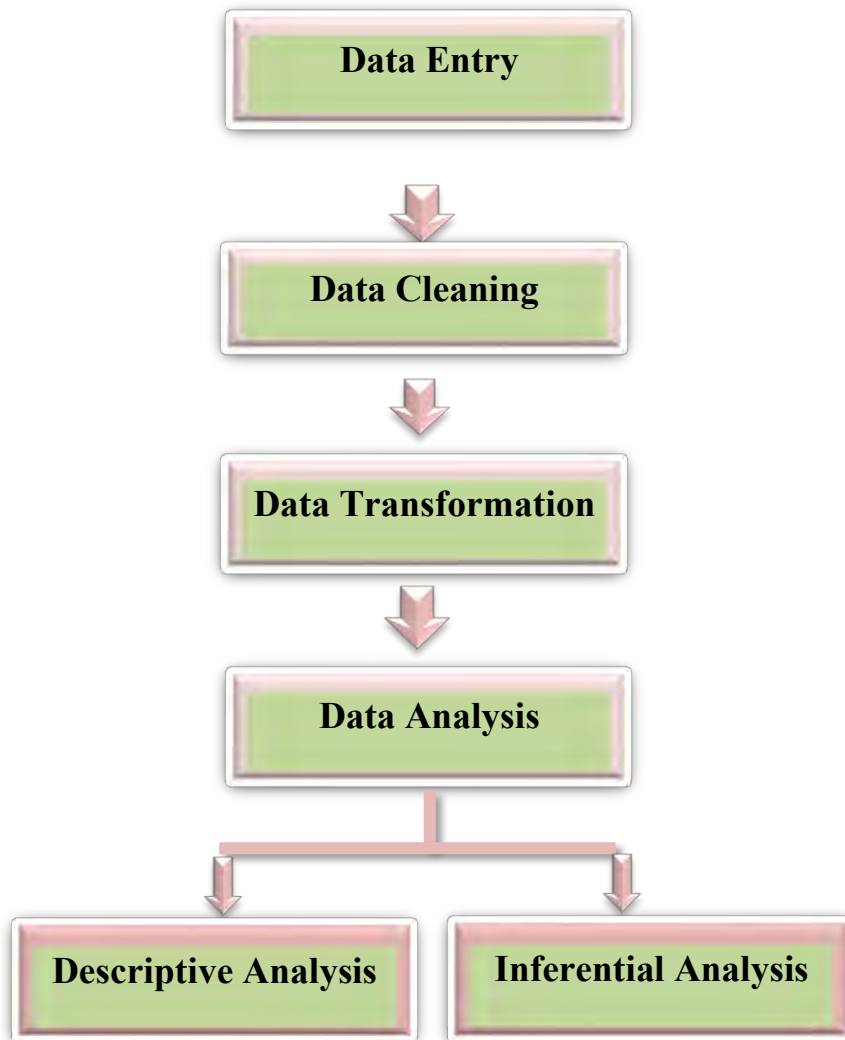 Data Entry
Data Cleaning
Data Transformation
Data Analysis
Descriptive Analysis
Inferential Analysis